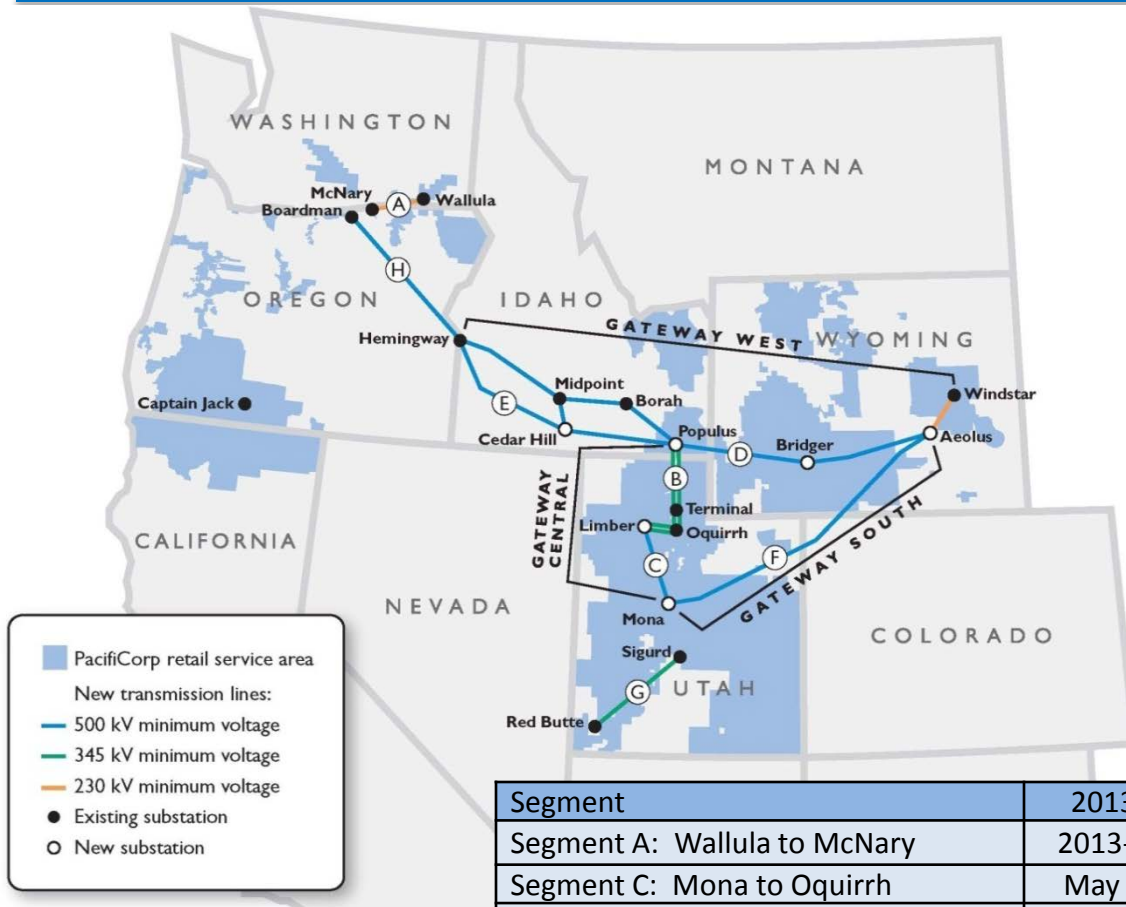 WASHINGTON
MONTANA
McNary
A
Wallula
Boardman
H
OREGON
IDAHO
GATEWAY WEST
WYOMING
Hemingway
Windstar
Midpoint
Captain Jack
E
Borah
Cedar Hill
Populus
D
Bridger
Aeolus
B
GATEWAY
CENTRAL
Terminal
Limber
Oquirrh
CALIFORNIA
C
F
GATEWAY SOUTH
NEVADA
Mona
COLORADO
Sigurd
G
UTAH
Red Butte
PacifiCorp retail service area
New transmission lines:
500 kV minimum voltage
345 kV minimum voltage
230 kV minimum voltage
Existing substation
New substation
Segment
Segment A: Wallula to McNary
Segment C: Mona to Oquirrh
May